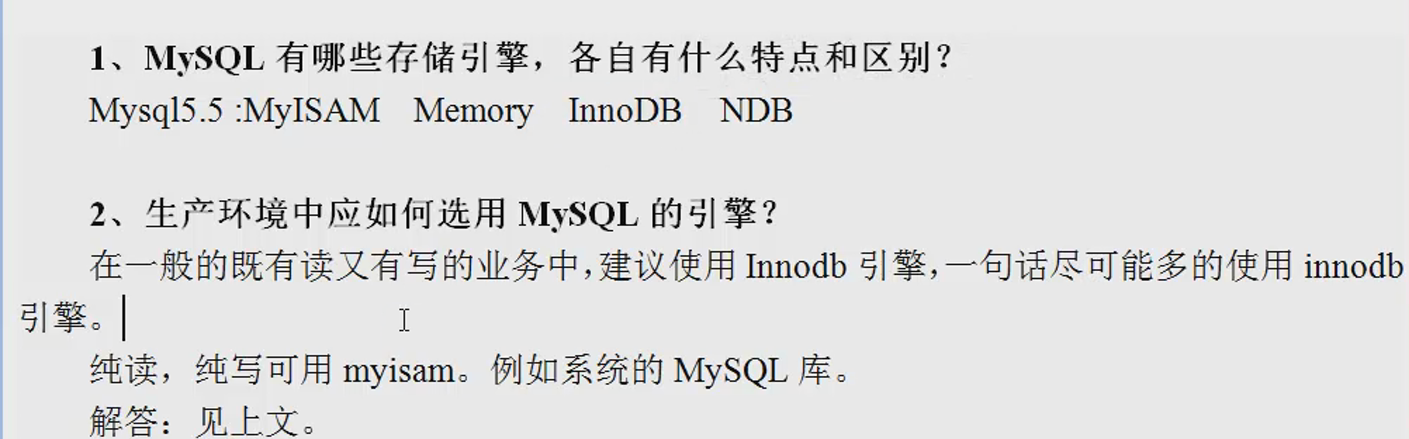 1、MySQL 有哪些存储引擎，各自有什么特点和区别？
Mysql5.5 :MyISAM Memory InnoDB NDB
2、生产环境中应如何选用 MySQL 的引擎？
在一般的既有读又有写的业务中,建议使用 Innodb 引擎,一句话尽可能多的使用 innodb
引擎。
纯读，纯写可用 myisam。例如系统的 MySQL 库。
解答：见上文。